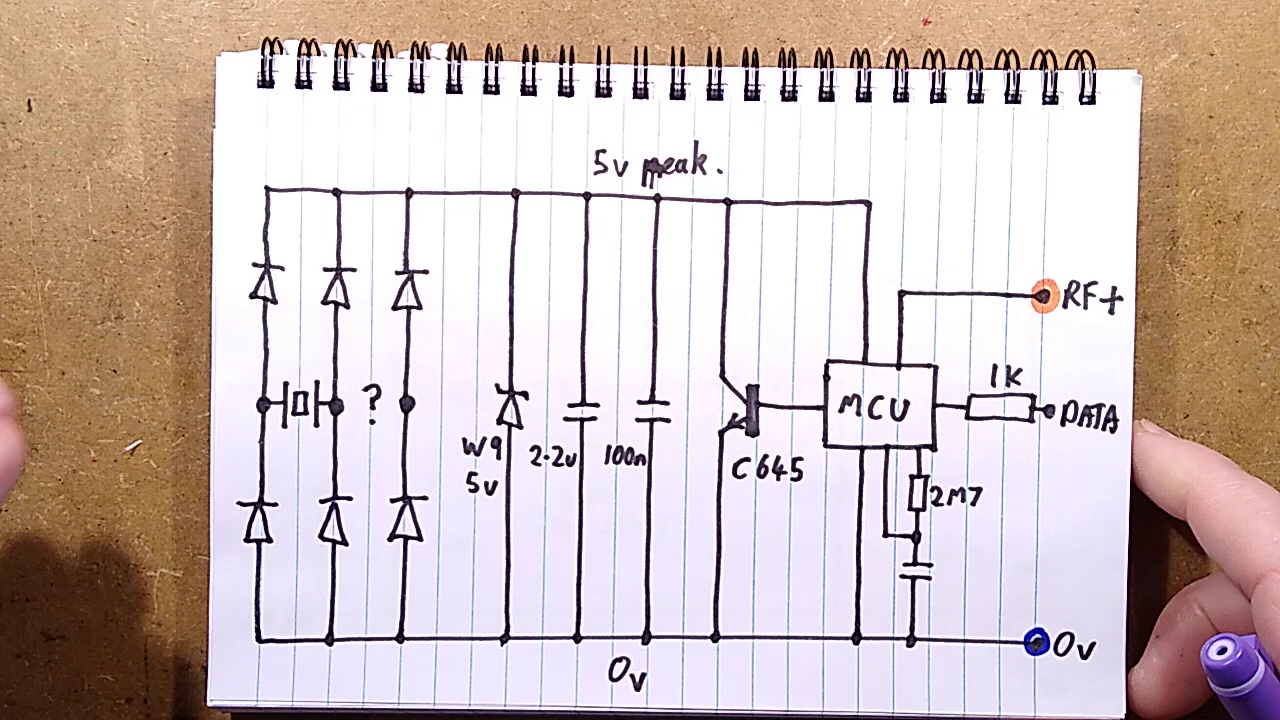 5v peak.
RF+
1K
MCU
DATA
?
W9
5v
2.2u
100n
C645
2M7
0v
0v